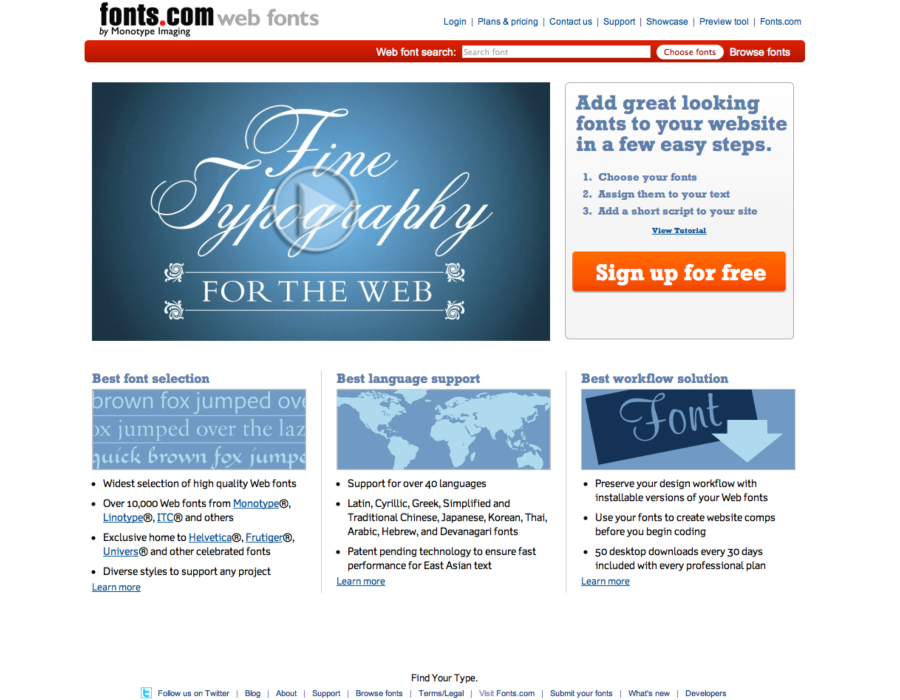 fonts.com web fonts
by Monotype Imaging
Login | Plans & pricing | Contact us | Support | Showcase | Preview tool | Fonts.com
Web font search: Search font Choose fonts Browse fonts
Fine
Typography
FOR THE WEB
Add great looking
fonts to your website
in a few easy steps.
1. Choose your fonts
2. Assign them to your text
3. Add a short script to your site
View Tutorial
Sign up for free
Best font selection
brown fox jumped ove
ox jumped over the laz
quick brown fox jumpe
• Widest selection of high quality Web fonts
• Over 10,000 Web fonts from Monotype®,
Linotype®, ITC® and others
• Exclusive home to Helvetica®, Frutiger®,
Univers® and other celebrated fonts
• Diverse styles to support any project
Learn more
Best language support
• Support for over 40 languages
• Latin, Cyrillic, Greek, Simplified and
Traditional Chinese, Japanese, Korean, Thai,
Arabic, Hebrew, and Devanagari fonts
• Patent pending technology to ensure fast
performance for East Asian text
Learn more
Best workflow solution
Font
• Preserve your design workflow with
installable versions of your Web fonts
• Use your fonts to create website comps
before you begin coding
• 50 desktop downloads every 30 days
included with every professional plan
Learn more
Find Your Type.
Follow us on Twitter | Blog | About | Support | Browse fonts | Terms/Legal | Visit Fonts.com | Submit your fonts | What's new | Developers